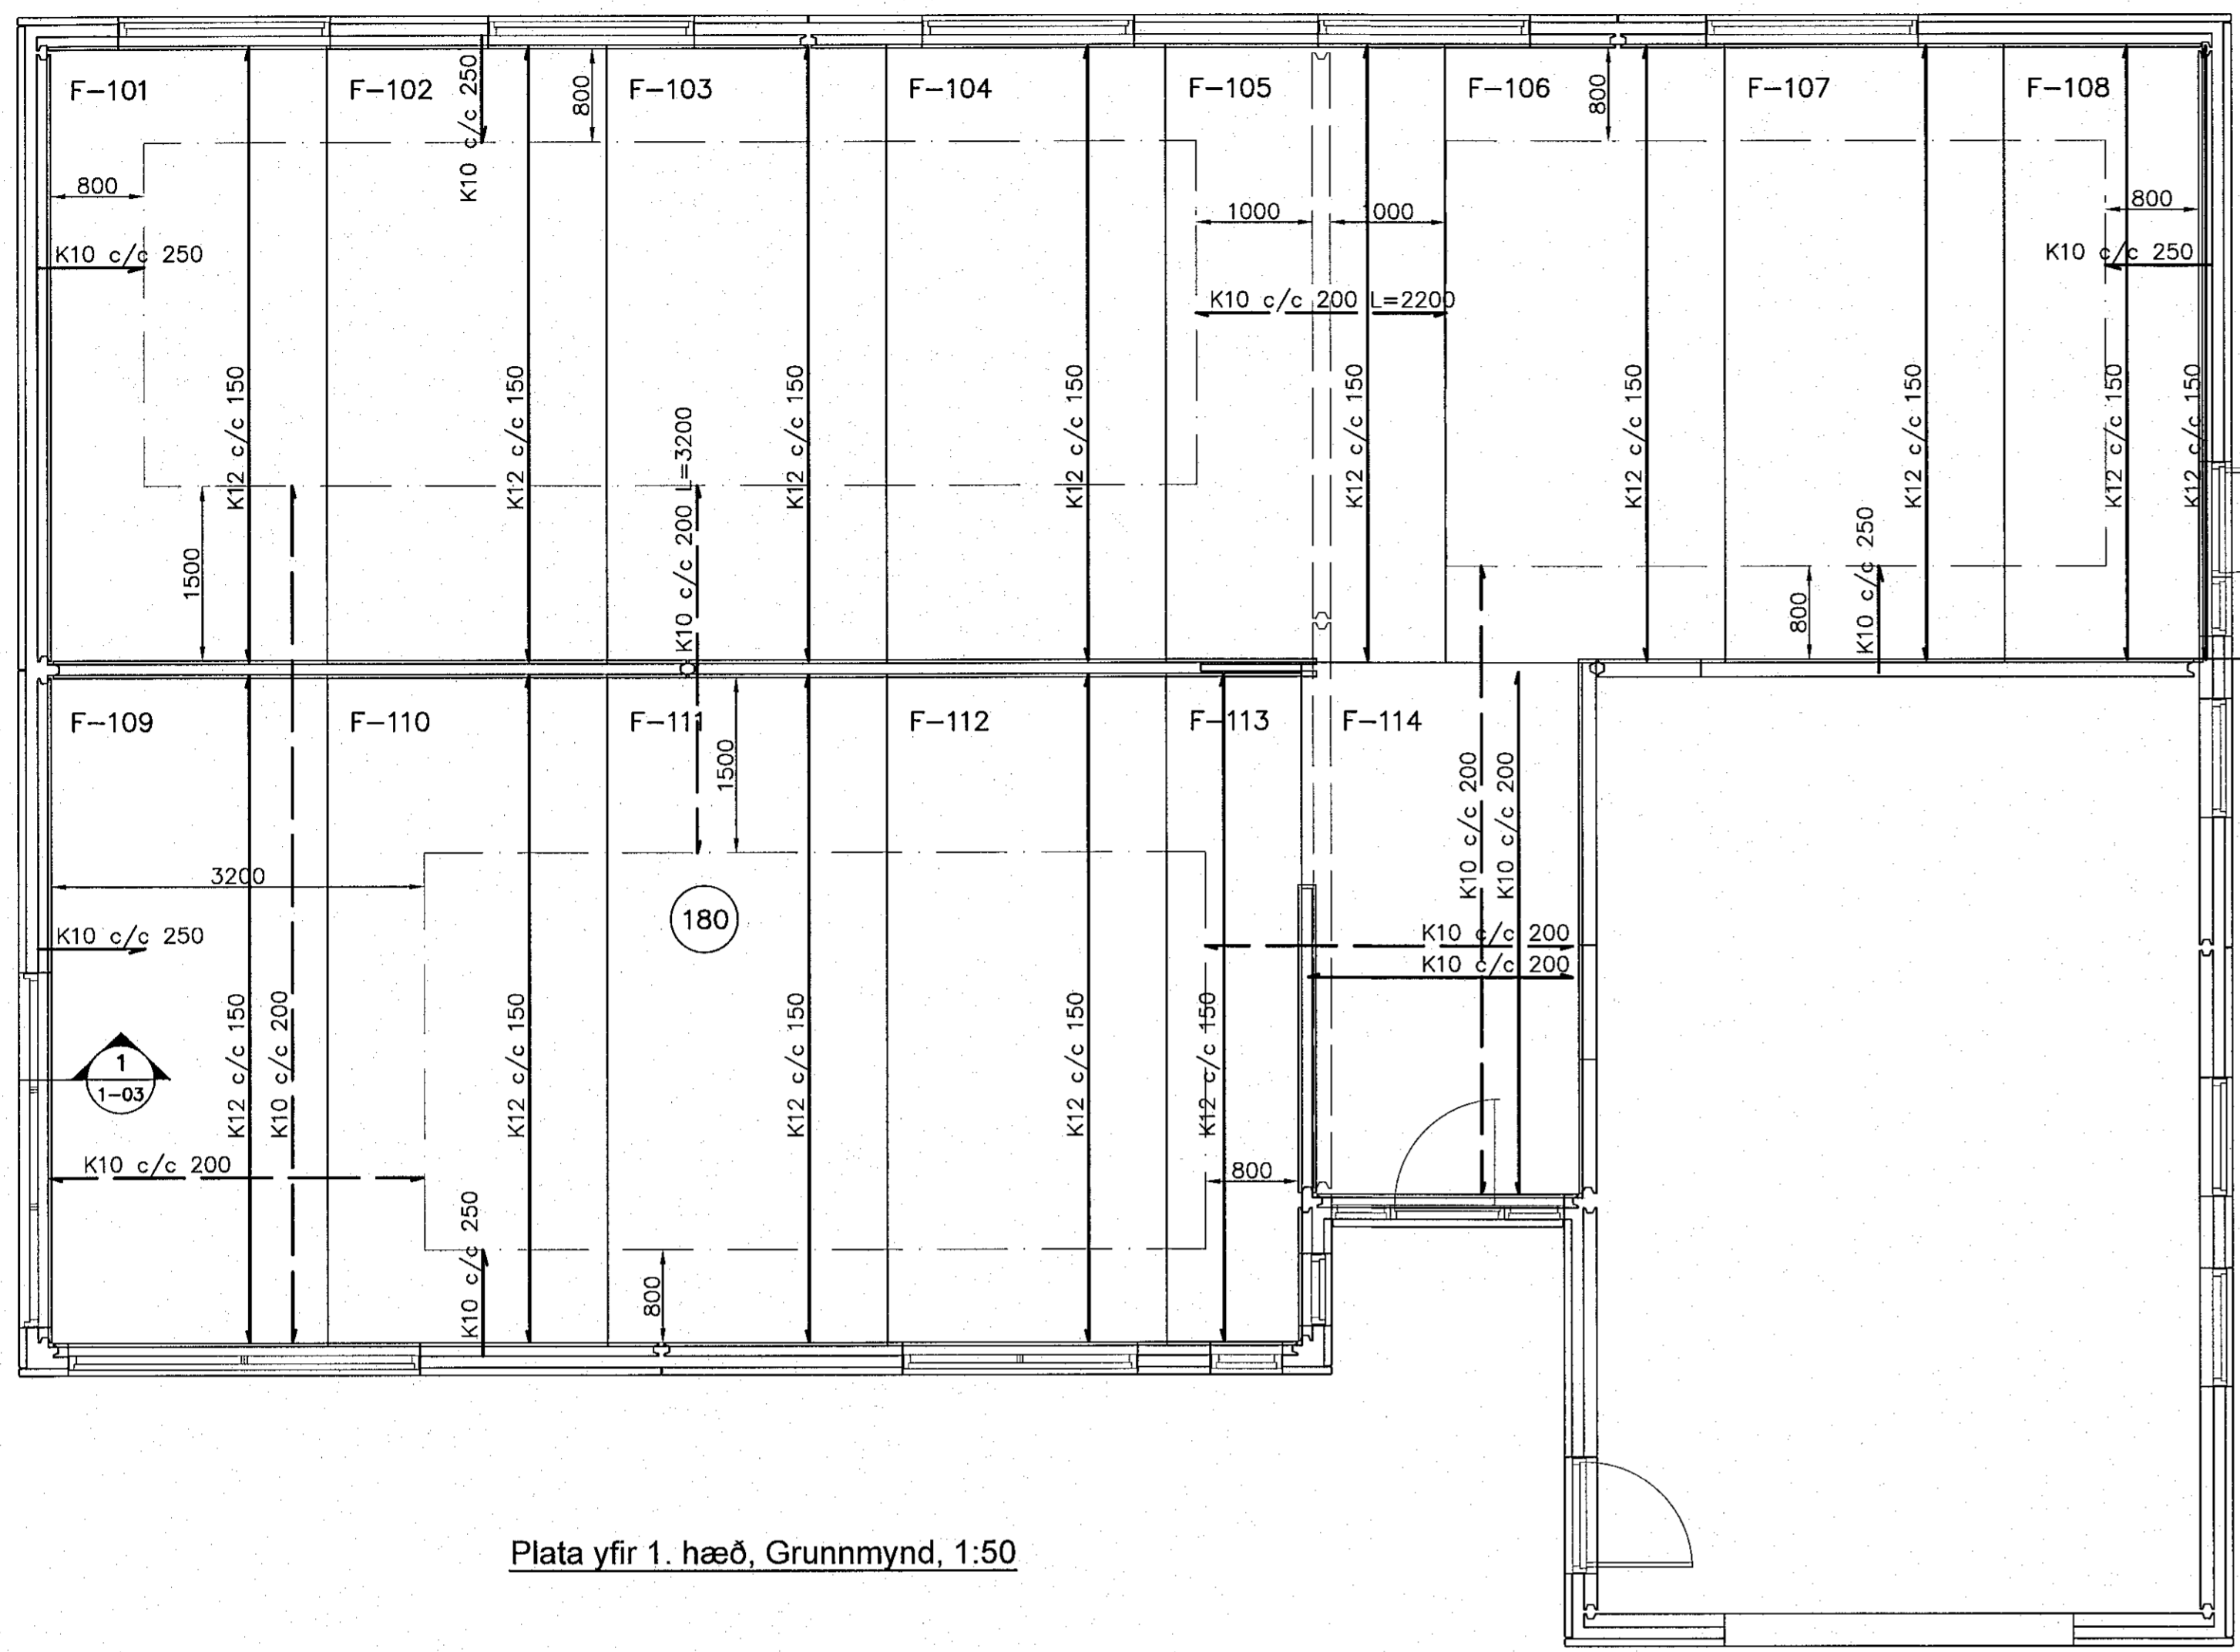 F-101
F-102
F-103
F-104
F-105
F-106
F-107
F-108
K10 c/c 250
800
800
800
1000
000
800
K10 c/c 250
K10 c/c 250
K10 c/c 200 L=2200
K12 c/c 150
K12 c/c 150
K12 c/c 150
K12 c/c 150
K12 c/c 150
K12 c/c 150
K12 c/c 150
K12 c/c 150
K12 c/c 150
K10 c/c 200 L=3200
1500
800
K10 c/c 250
F-109
F-110
F-111
F-112
F-113
F-114
1500
K10 c/c 200
K10 c/c 200
3200
180
K10 c/c 250
K10 c/c 200
K10 c/c 200
1
1-03
K12 c/c 150
K10 c/c 200
K12 c/c 150
K12 c/c 150
K12 c/c 150
K12 c/c 150
K10 c/c 200
800
K10 c/c 250
800
Plata yfir 1. hæð, Grunnmynd, 1:50